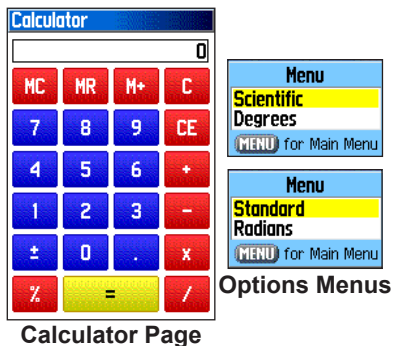 Calculator
0
MC MR M+ C
7 8 9 CE
4 5 6 +
1 2 3 -
± 0 . x
% = /
Calculator Page
Menu
Scientific
Degrees
MENU for Main Menu
Menu
Standard
Radians
MENU for Main Menu
Options Menus